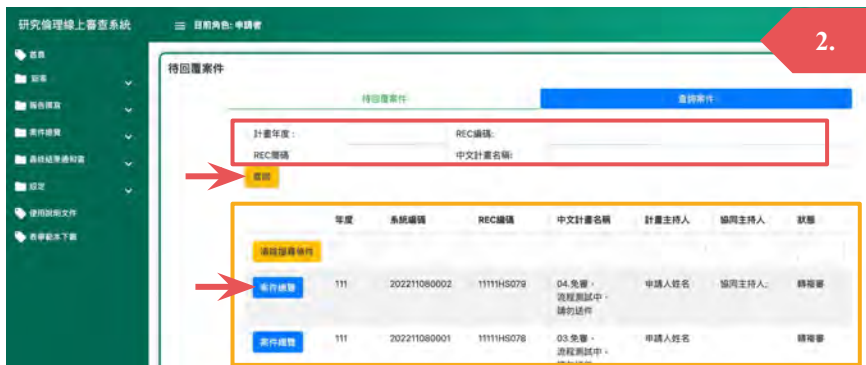 研究倫理線上審查系統
目前角色: 申請者
2.
首頁
報告繳交
案件總覽
最終結果通知書
設定
使用說明文件
表單範本下載
待回覆案件
待回覆案件
查詢案件
計畫年度:
REC編碼:
REC簡碼
中文計畫名稱:
查詢
年度 系統編碼 REC編碼 中文計畫名稱 計畫主持人 協同主持人 狀態
清除搜尋條件
案件總覽 111 202211080002 11111HS079 04.免審, 申請人姓名 協同主持人: 轉複審
流程測試中,
請勿送件
案件總覽 111 202211080001 11111HS078 03.免審, 申請人姓名 轉複審
流程測試中,